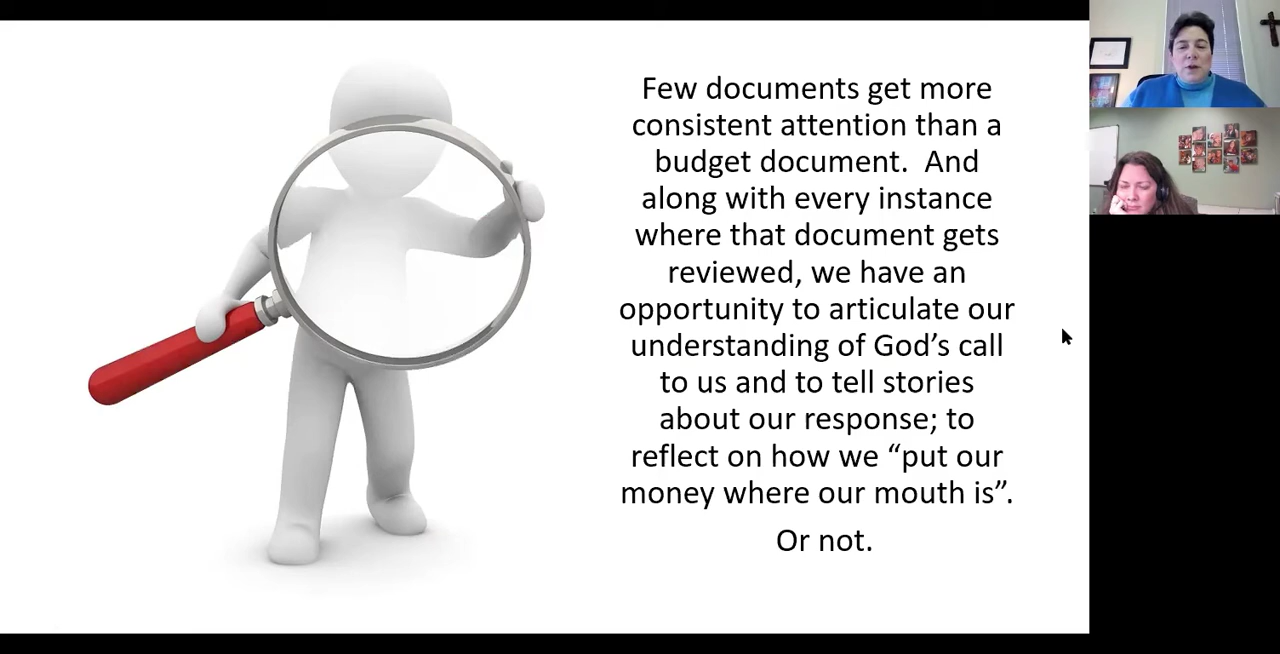 Few documents get more
consistent attention than a
budget document.  And
along with every instance
where that document gets
reviewed, we have an
opportunity to articulate our
understanding of God’s call
to us and to tell stories
about our response; to
reflect on how we “put our
money where our mouth is”.
Or not.